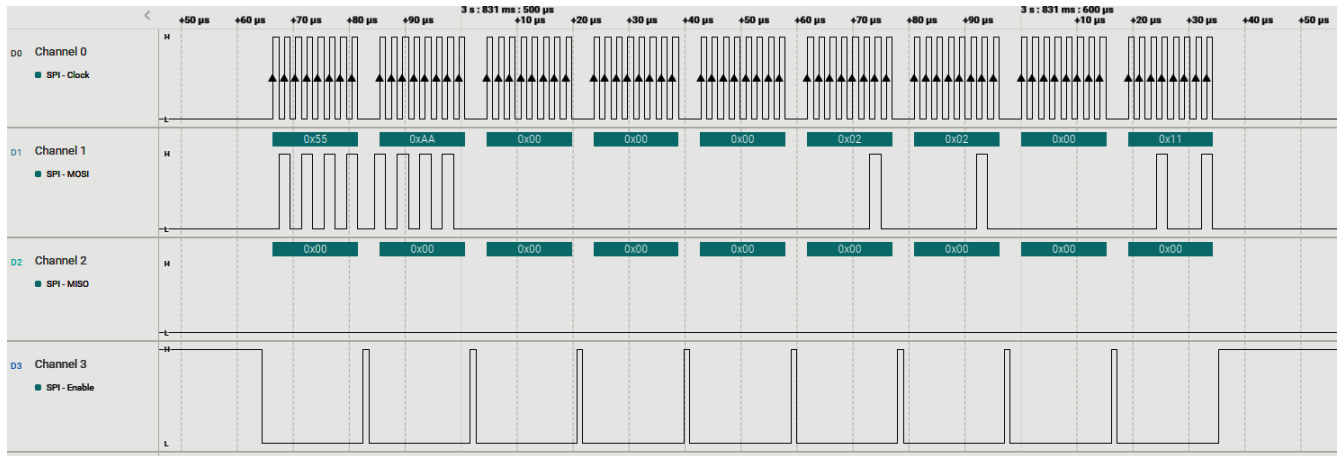 3 s : 831 ms : 500 µs 3 s : 831 ms : 600 µs
< +50 µs +60 µs +70 µs +80 µs +90 µs +10 µs +20 µs +30 µs +40 µs +50 µs +60 µs +70 µs +80 µs +90 µs +10 µs +20 µs +30 µs +40 µs +50 µs
H
D0 Channel 0
SPI - Clock
L
0x55 0xAA 0x00 0x00 0x00 0x02 0x02 0x00 0x11
D1 Channel 1 H
SPI - MOSI
L
0x00 0x00 0x00 0x00 0x00 0x00 0x00 0x00 0x00
D2 Channel 2 H
SPI - MISO
L
H
D3 Channel 3
SPI - Enable
L